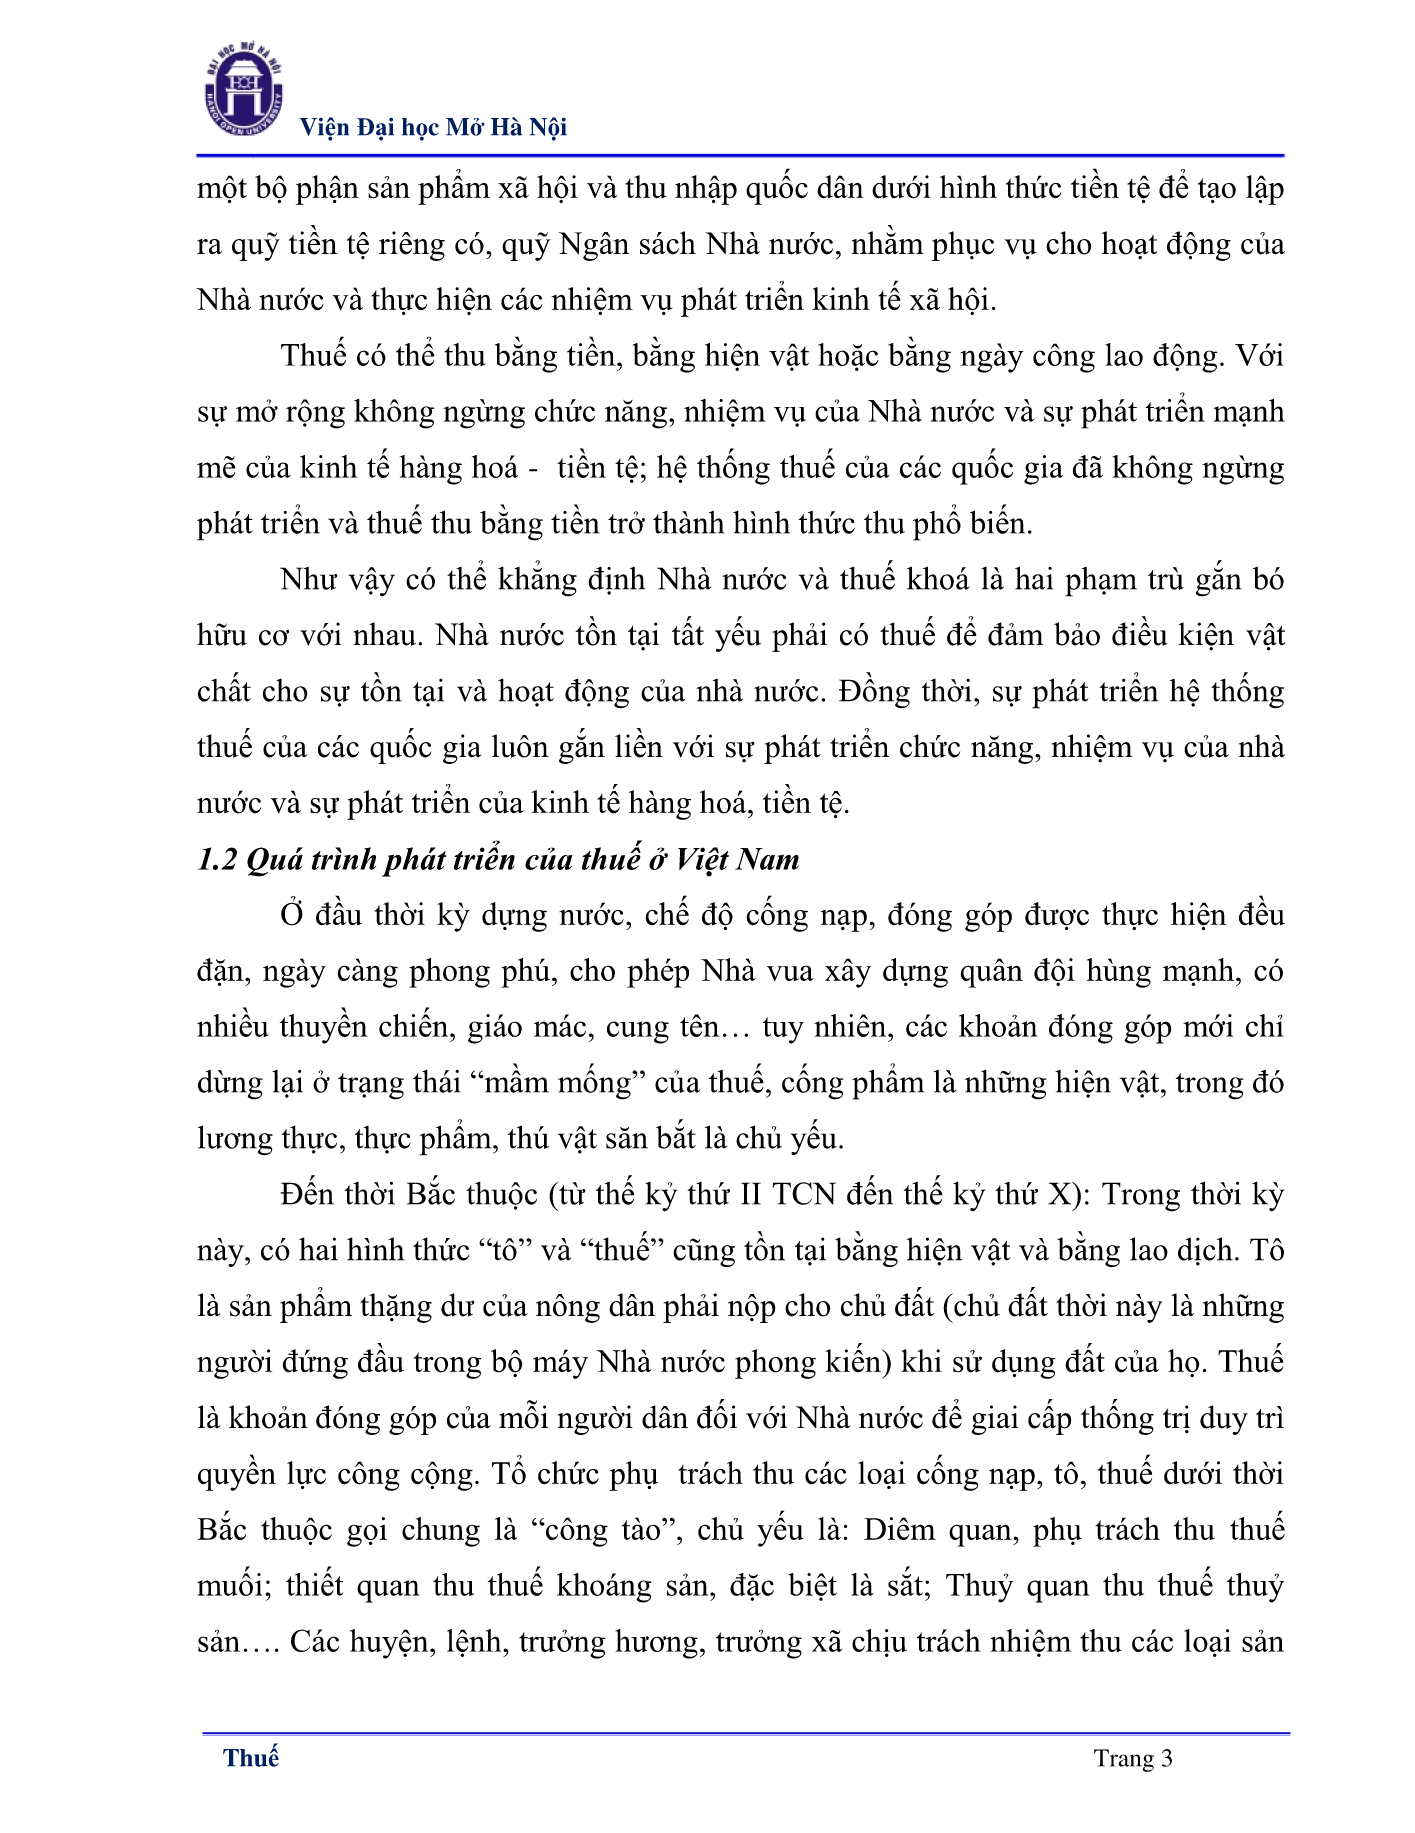 ĐẠI HỌC MỞ HÀ NỘI
HANOI OPEN UNIVERSITY
Viện Đại học Mở Hà Nội
một bộ phận sản phẩm xã hội và thu nhập quốc dân dưới hình thức tiền tệ để tạo lập
ra quỹ tiền tệ riêng có, quỹ Ngân sách Nhà nước, nhằm phục vụ cho hoạt động của
Nhà nước và thực hiện các nhiệm vụ phát triển kinh tế xã hội.
Thuế có thể thu bằng tiền, bằng hiện vật hoặc bằng ngày công lao động. Với
sự mở rộng không ngừng chức năng, nhiệm vụ của Nhà nước và sự phát triển mạnh
mẽ của kinh tế hàng hoá -  tiền tệ; hệ thống thuế của các quốc gia đã không ngừng
phát triển và thuế thu bằng tiền trở thành hình thức thu phổ biến.
Như vậy có thể khẳng định Nhà nước và thuế khoá là hai phạm trù gắn bó
hữu cơ với nhau. Nhà nước tồn tại tất yếu phải có thuế để đảm bảo điều kiện vật
chất cho sự tồn tại và hoạt động của nhà nước. Đồng thời, sự phát triển hệ thống
thuế của các quốc gia luôn gắn liền với sự phát triển chức năng, nhiệm vụ của nhà
nước và sự phát triển của kinh tế hàng hoá, tiền tệ.
1.2 Quá trình phát triển của thuế ở Việt Nam
Ở đầu thời kỳ dựng nước, chế độ cống nạp, đóng góp được thực hiện đều
đặn, ngày càng phong phú, cho phép Nhà vua xây dựng quân đội hùng mạnh, có
nhiều thuyền chiến, giáo mác, cung tên… tuy nhiên, các khoản đóng góp mới chỉ
dừng lại ở trạng thái “mầm mống” của thuế, cống phẩm là những hiện vật, trong đó
lương thực, thực phẩm, thú vật săn bắt là chủ yếu.
Đến thời Bắc thuộc (từ thế kỷ thứ II TCN đến thế kỷ thứ X): Trong thời kỳ
này, có hai hình thức “tô” và “thuế” cũng tồn tại bằng hiện vật và bằng lao dịch. Tô
là sản phẩm thặng dư của nông dân phải nộp cho chủ đất (chủ đất thời này là những
người đứng đầu trong bộ máy Nhà nước phong kiến) khi sử dụng đất của họ. Thuế
là khoản đóng góp của mỗi người dân đối với Nhà nước để giai cấp thống trị duy trì
quyền lực công cộng. Tổ chức phụ  trách thu các loại cống nạp, tô, thuế dưới thời
Bắc thuộc gọi chung là “công tào”, chủ yếu là: Diêm quan, phụ trách thu thuế
muối; thiết quan thu thuế khoáng sản, đặc biệt là sắt; Thuỷ quan thu thuế thuỷ
sản…. Các huyện, lệnh, trưởng hương, trưởng xã chịu trách nhiệm thu các loại sản
Thuế
Trang 3